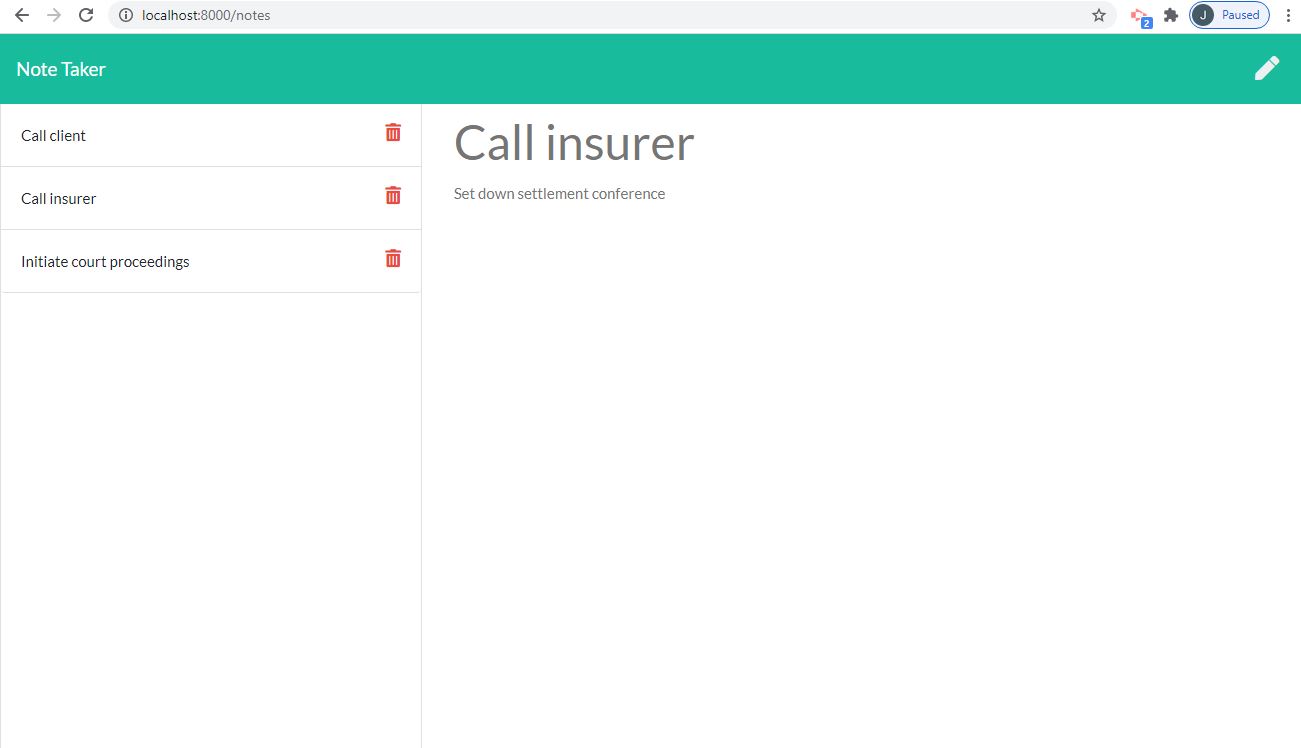 localhost:8000/notes
2
J Paused
Note Taker
Call client
Call insurer
Initiate court proceedings
Call insurer
Set down settlement conference